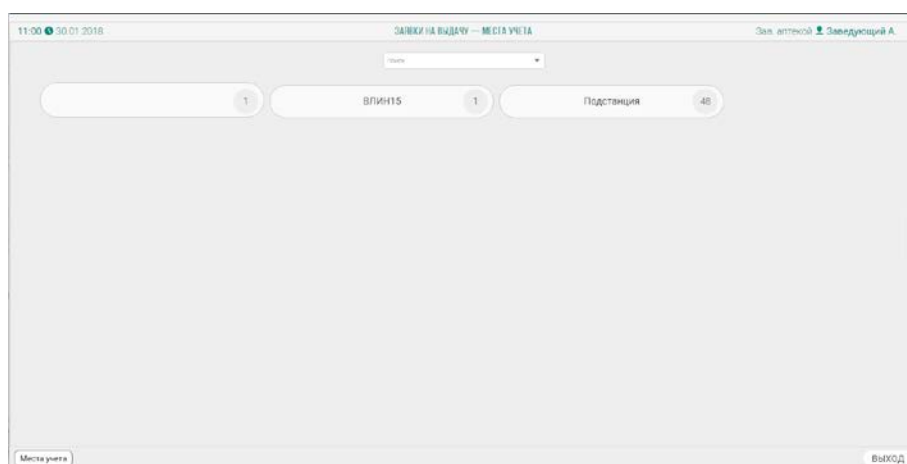 11:00 30.01.2018
ЗАЯВКИ НА ВЫДАЧУ — МЕСТА УЧЕТА
Зав. аптекой Заведующий А.
Поиск
1
ВЛИН15 1
Подстанция 48
Места учета
ВЫХОД